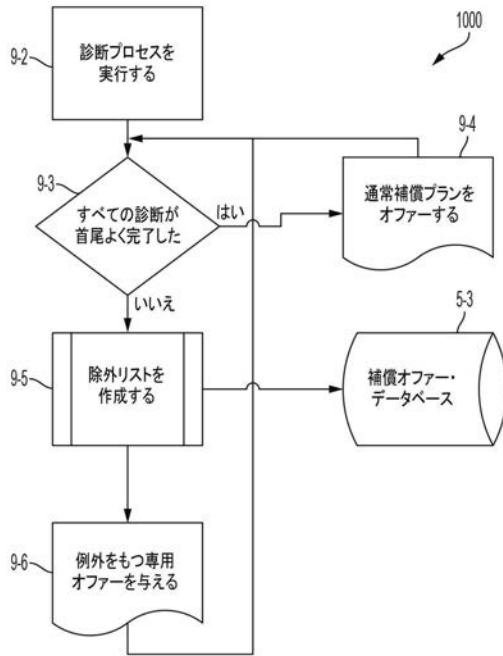 1000
9-2
診断プロセスを
実行する
9-4
通常補償プランを
オファーする
9-3
すべての診断が
首尾よく完了した
はい
いいえ
5-3
補償オファー・
データベース
9-5
除外リストを
作成する
9-6
例外をもつ専用
オファーを与える